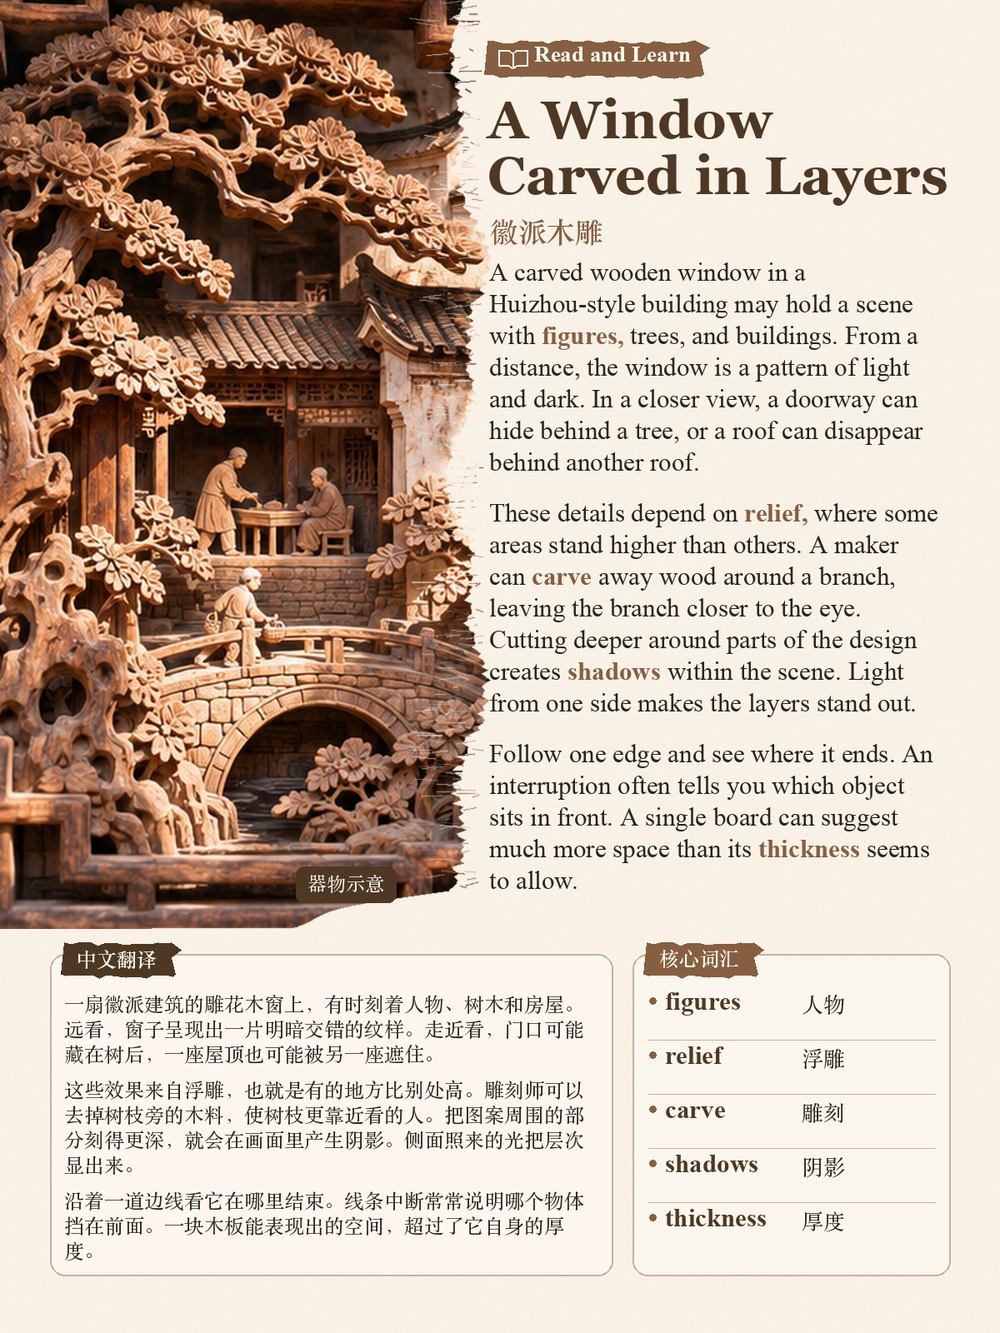 Read and Learn
A Window
Carved in Layers
徽派木雕
A carved wooden window in a
Huizhou-style building may hold a scene
with figures, trees, and buildings. From a
distance, the window is a pattern of light
and dark. In a closer view, a doorway can
hide behind a tree, or a roof can disappear
behind another roof.
These details depend on relief, where some
areas stand higher than others. A maker
can carve away wood around a branch,
leaving the branch closer to the eye.
Cutting deeper around parts of the design
creates shadows within the scene. Light
from one side makes the layers stand out.
Follow one edge and see where it ends. An
interruption often tells you which object
sits in front. A single board can suggest
much more space than its thickness seems
to allow.
器物示意
中文翻译
一扇徽派建筑的雕花木窗上，有时刻着人物、树木和房屋。
远看，窗子呈现出一片明暗交错的纹样。走近看，门口可能
藏在树后，一座屋顶也可能被另一座遮住。
这些效果来自浮雕，也就是有的地方比别处高。雕刻师可以
去掉树枝旁的木料，使树枝更靠近看的人。把图案周围的部
分刻得更深，就会在画面里产生阴影。侧面照来的光把层次
显出来。
沿着一道边线看它在哪里结束。线条中断常常说明哪个物体
挡在前面。一块木板能表现出的空间，超过了它自身的厚
度。
核心词汇
• figures 人物
• relief 浮雕
• carve 雕刻
• shadows 阴影
• thickness 厚度